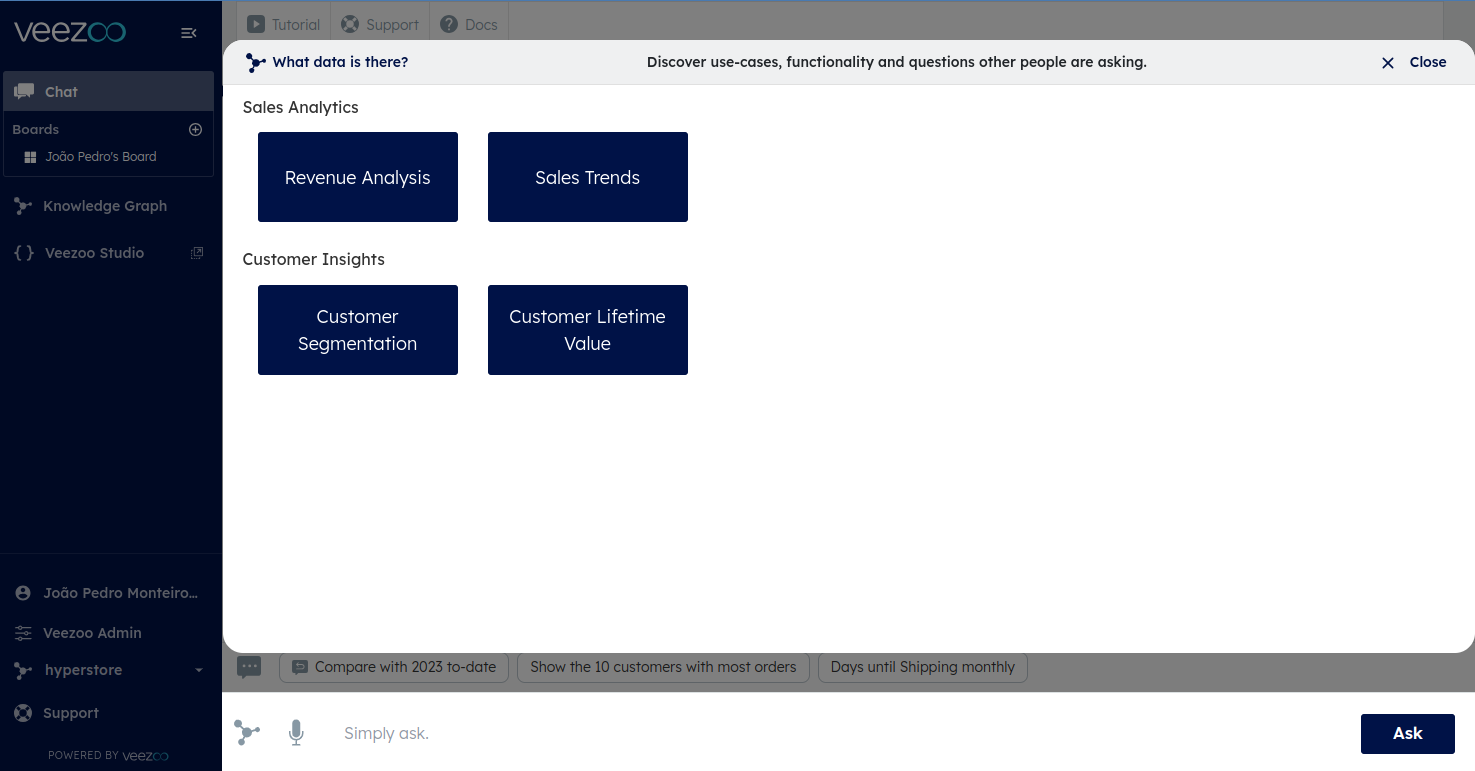 veezoo
Chat
Boards
João Pedro's Board
Knowledge Graph
{ } Veezoo Studio
João Pedro Monteiro...
Veezoo Admin
hyperstore
Support
POWERED BY veezoo
Tutorial Support Docs
What data is there? Discover use-cases, functionality and questions other people are asking. Close
Sales Analytics
Revenue Analysis Sales Trends
Customer Insights
Customer
Segmentation
Customer Lifetime
Value
Compare with 2023 to-date Show the 10 customers with most orders Days until Shipping monthly
Simply ask. Ask